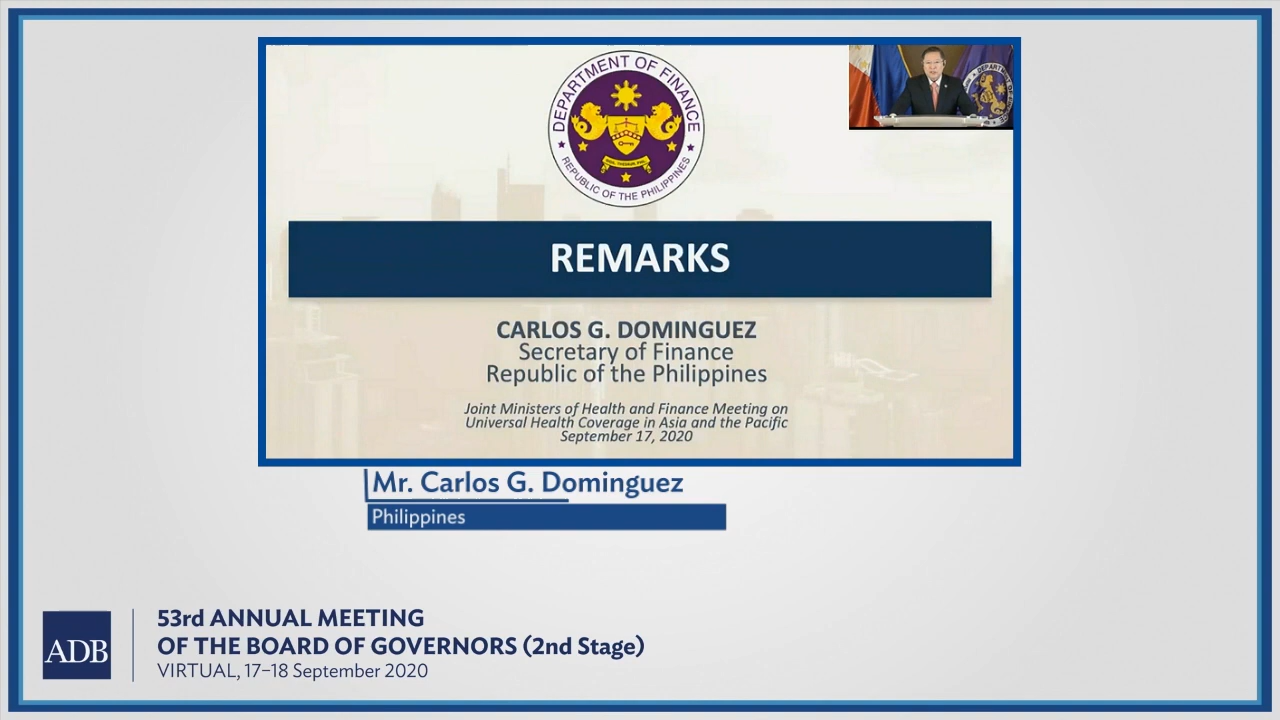 DEPARTMENT OF FINANCE
REPUBLIC OF THE PHILIPPINES
REMARKS
CARLOS G. DOMINGUEZ
Secretary of Finance
Republic of the Philippines
Joint Ministers of Health and Finance Meeting on
Universal Health Coverage in Asia and the Pacific
September 17, 2020
Mr. Carlos G. Dominguez
Philippines
ADB
53rd ANNUAL MEETING
OF THE BOARD OF GOVERNORS (2nd Stage)
VIRTUAL, 17–18 September 2020